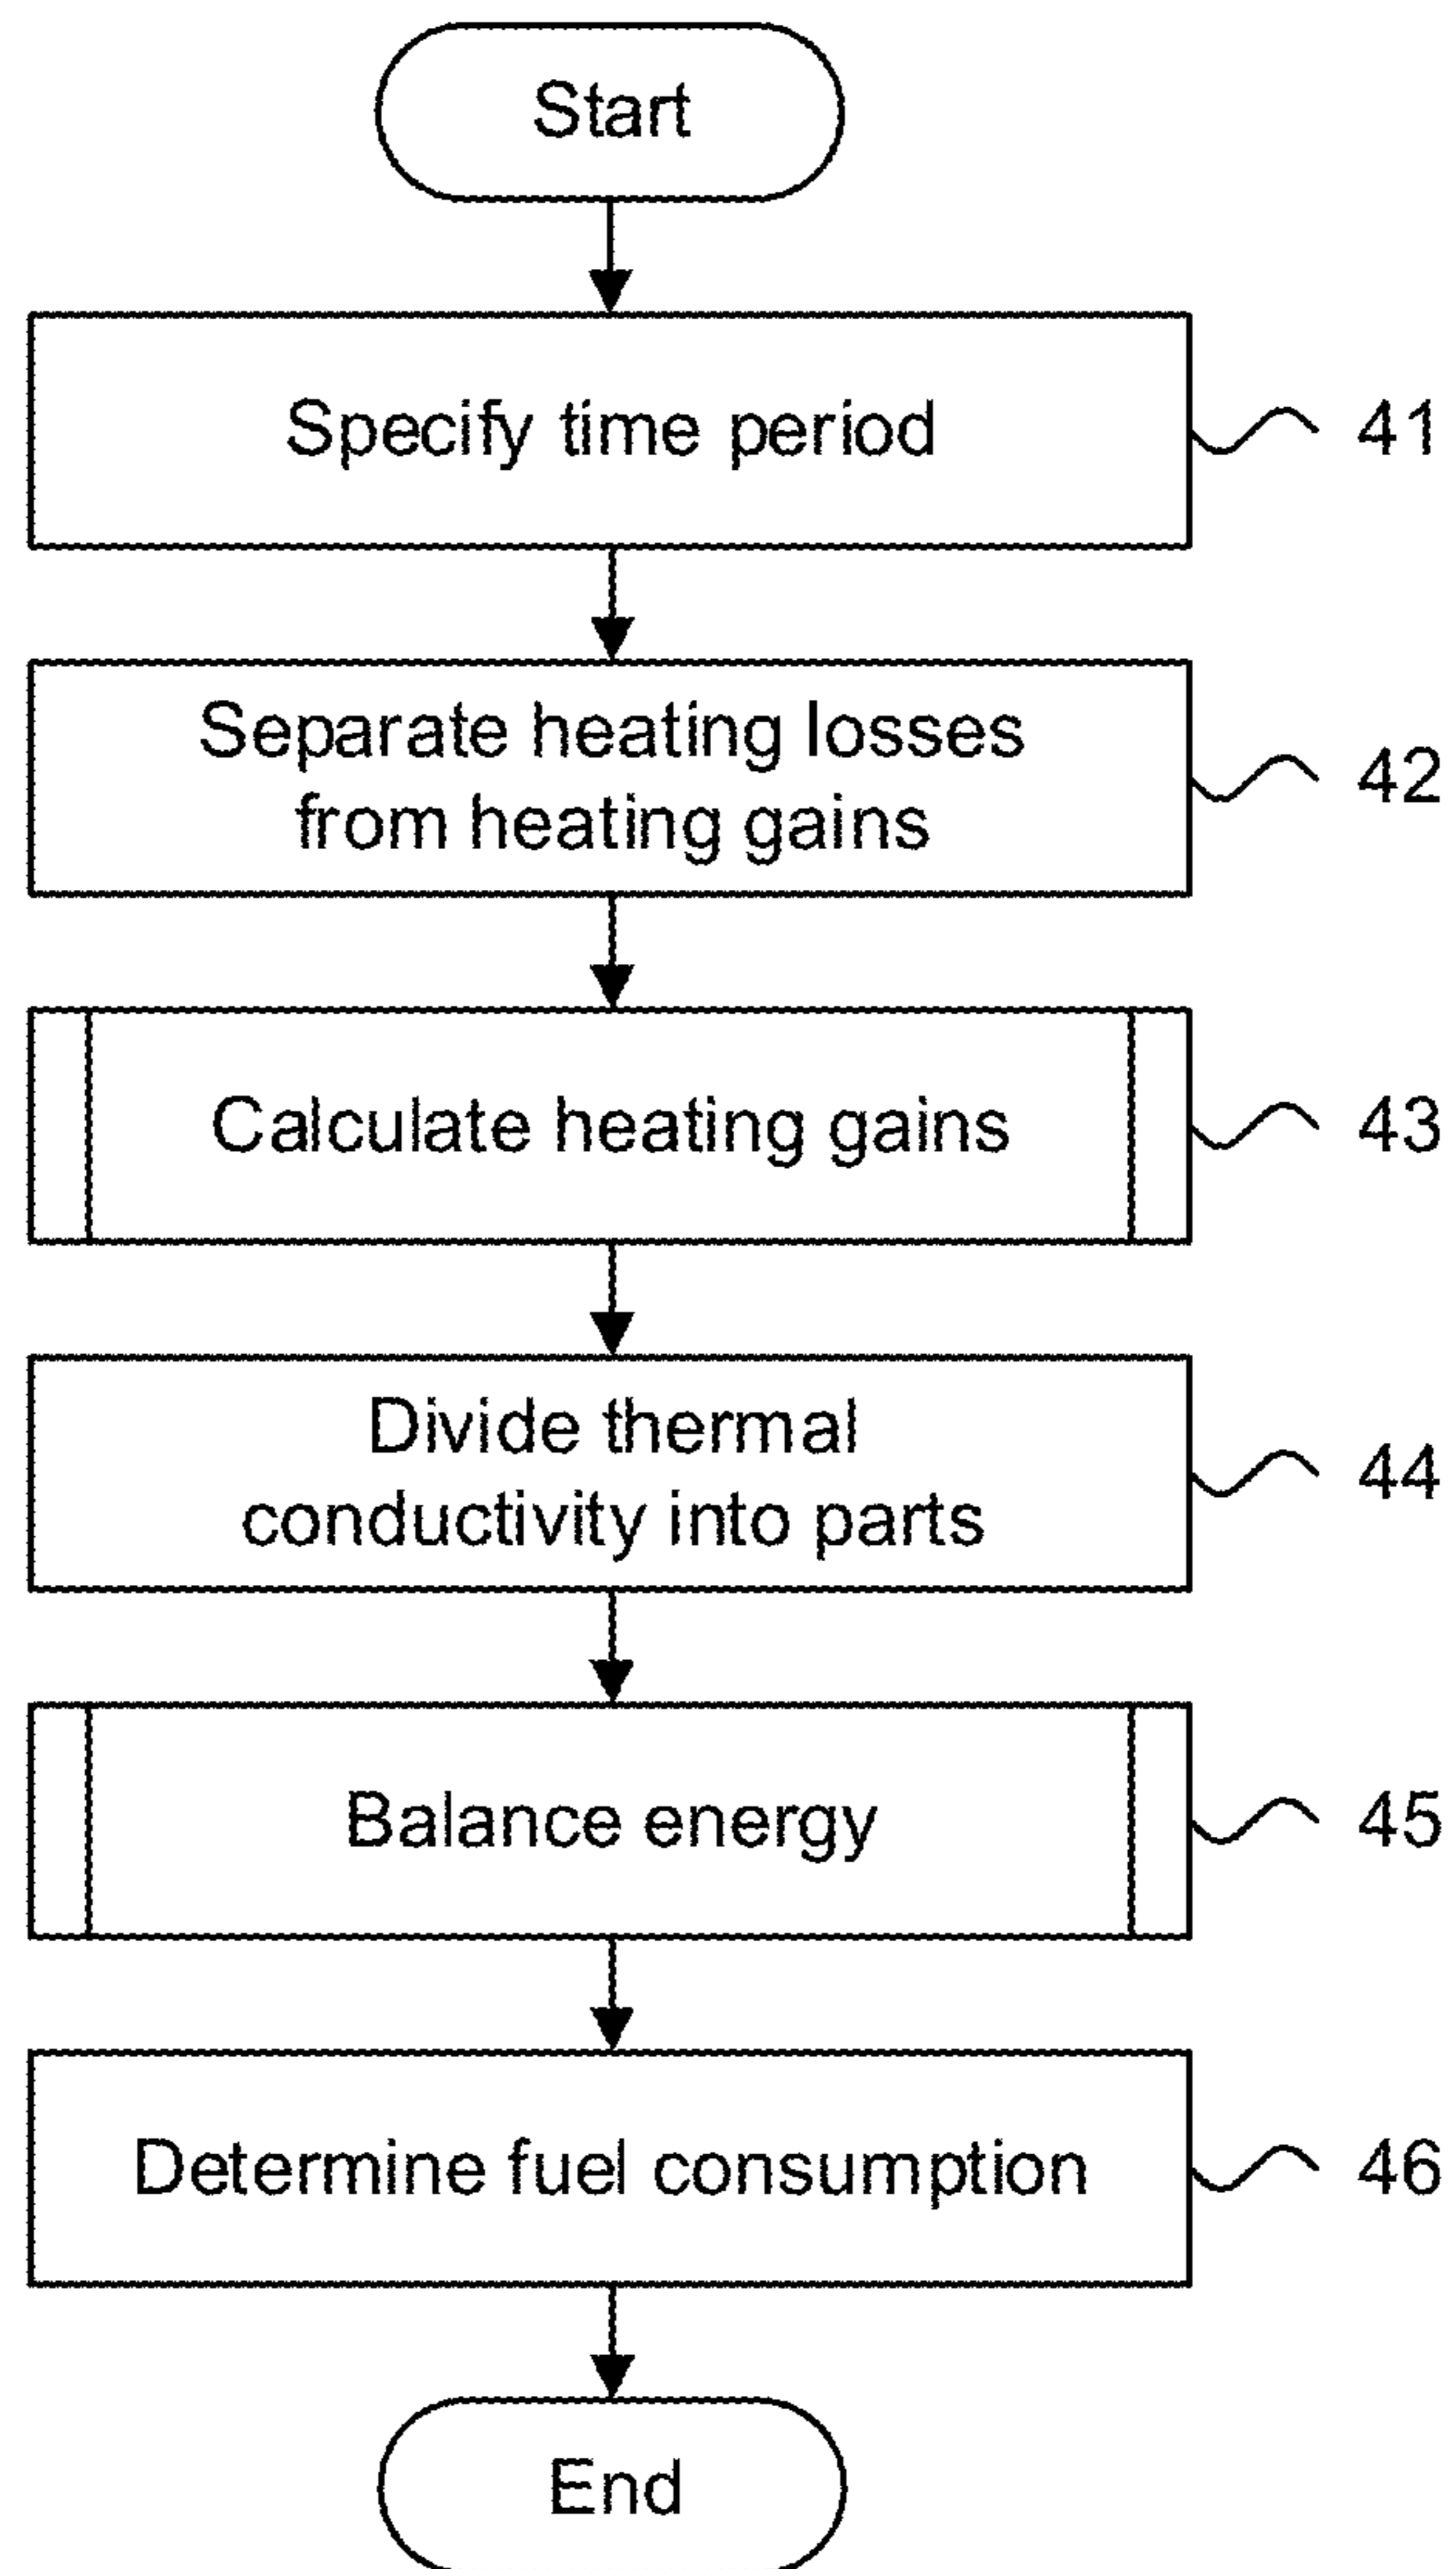 Start
Specify time period
41
Separate heating losses
from heating gains
42
Calculate heating gains
43
Divide thermal
conductivity into parts
44
Balance energy
45
Determine fuel consumption
46
End